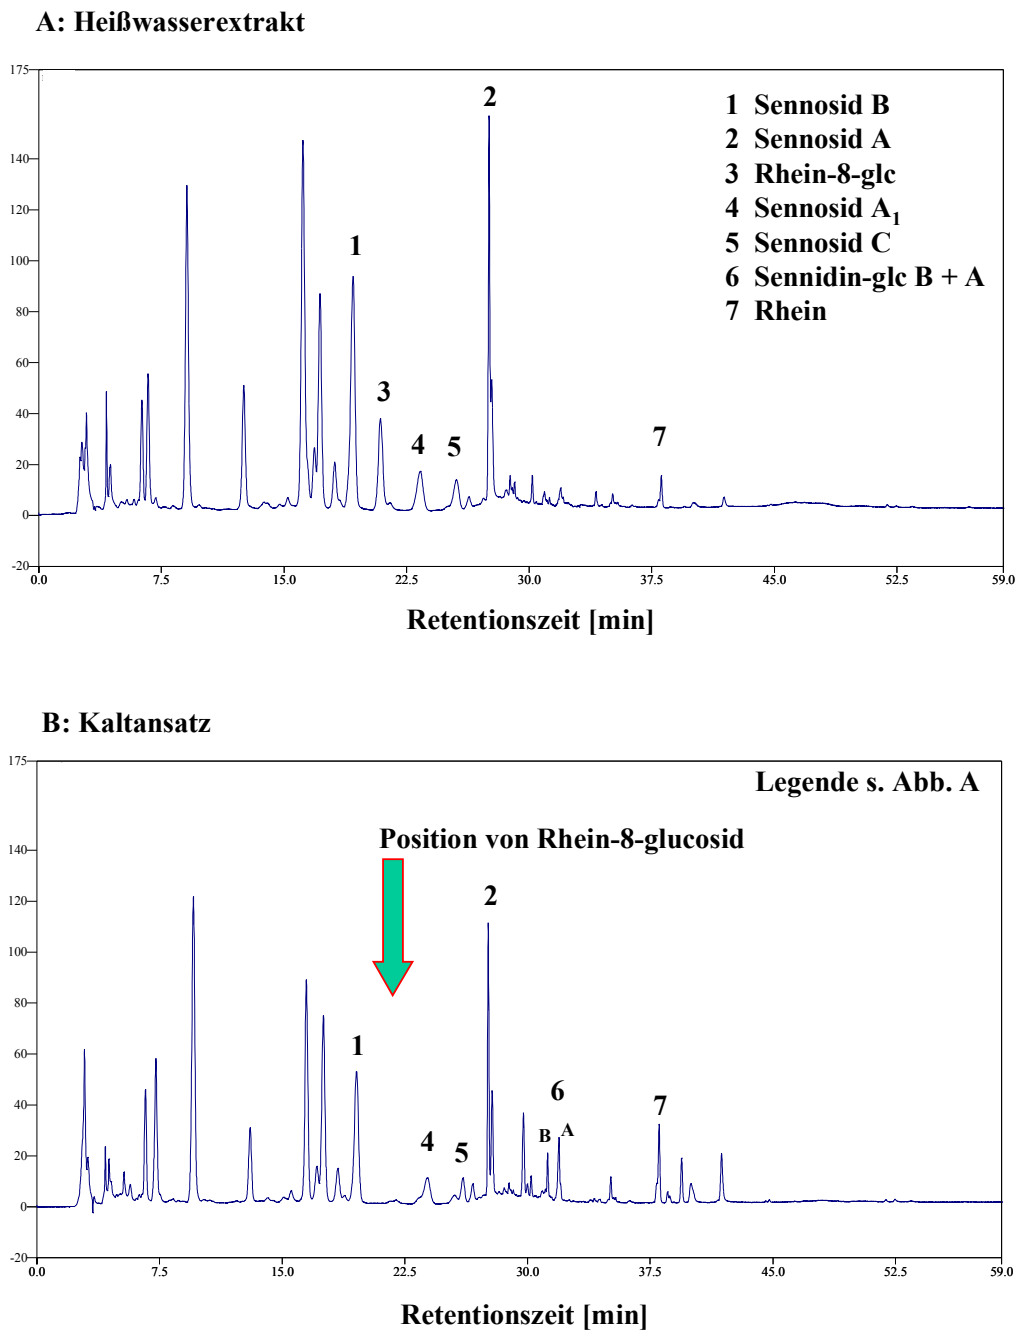 A: Heißwasserextrakt
175
140
120
100
80
60
40
20
0
-20
1
3
4
5
2
7
1 Sennosid B
2 Sennosid A
3 Rhein-8-glc
4 Sennosid A₁
5 Sennosid C
6 Sennidin-glc B + A
7 Rhein
0.0 7.5 15.0 22.5 30.0 37.5 45.0 52.5 59.0
Retentionszeit [min]
B: Kaltansatz
175
140
120
100
80
60
40
20
0
-20
Legende s. Abb. A
Position von Rhein-8-glucosid
1
4
5
2
6
B A
7
0.0 7.5 15.0 22.5 30.0 37.5 45.0 52.5 59.0
Retentionszeit [min]